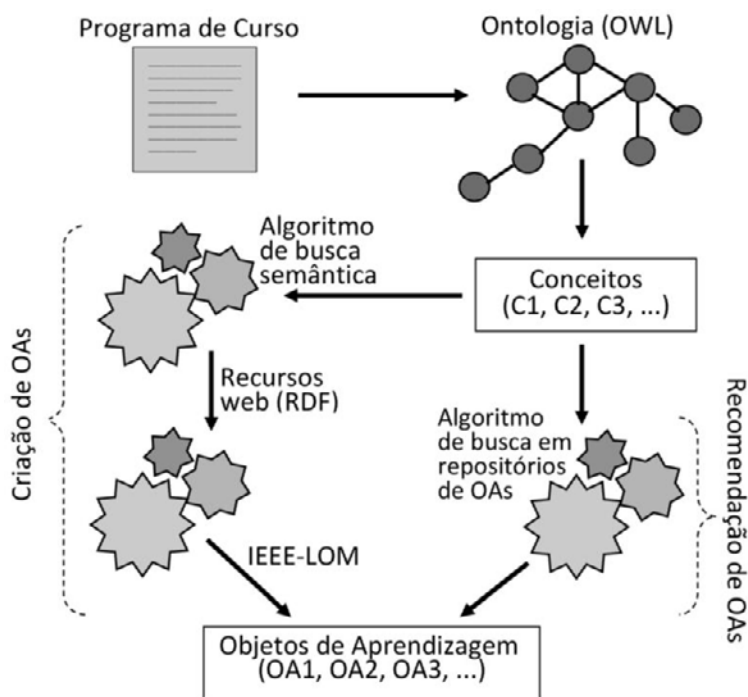 Programa de Curso
Ontologia (OWL)
Algoritmo
de busca
semântica
Conceitos
(C1, C2, C3, ...)
Criação de OAs
Recursos
web (RDF)
Algoritmo
de busca em
repositórios
de OAs
Recomendação de OAs
IEEE-LOM
Objetos de Aprendizagem
(OA1, OA2, OA3, ...)